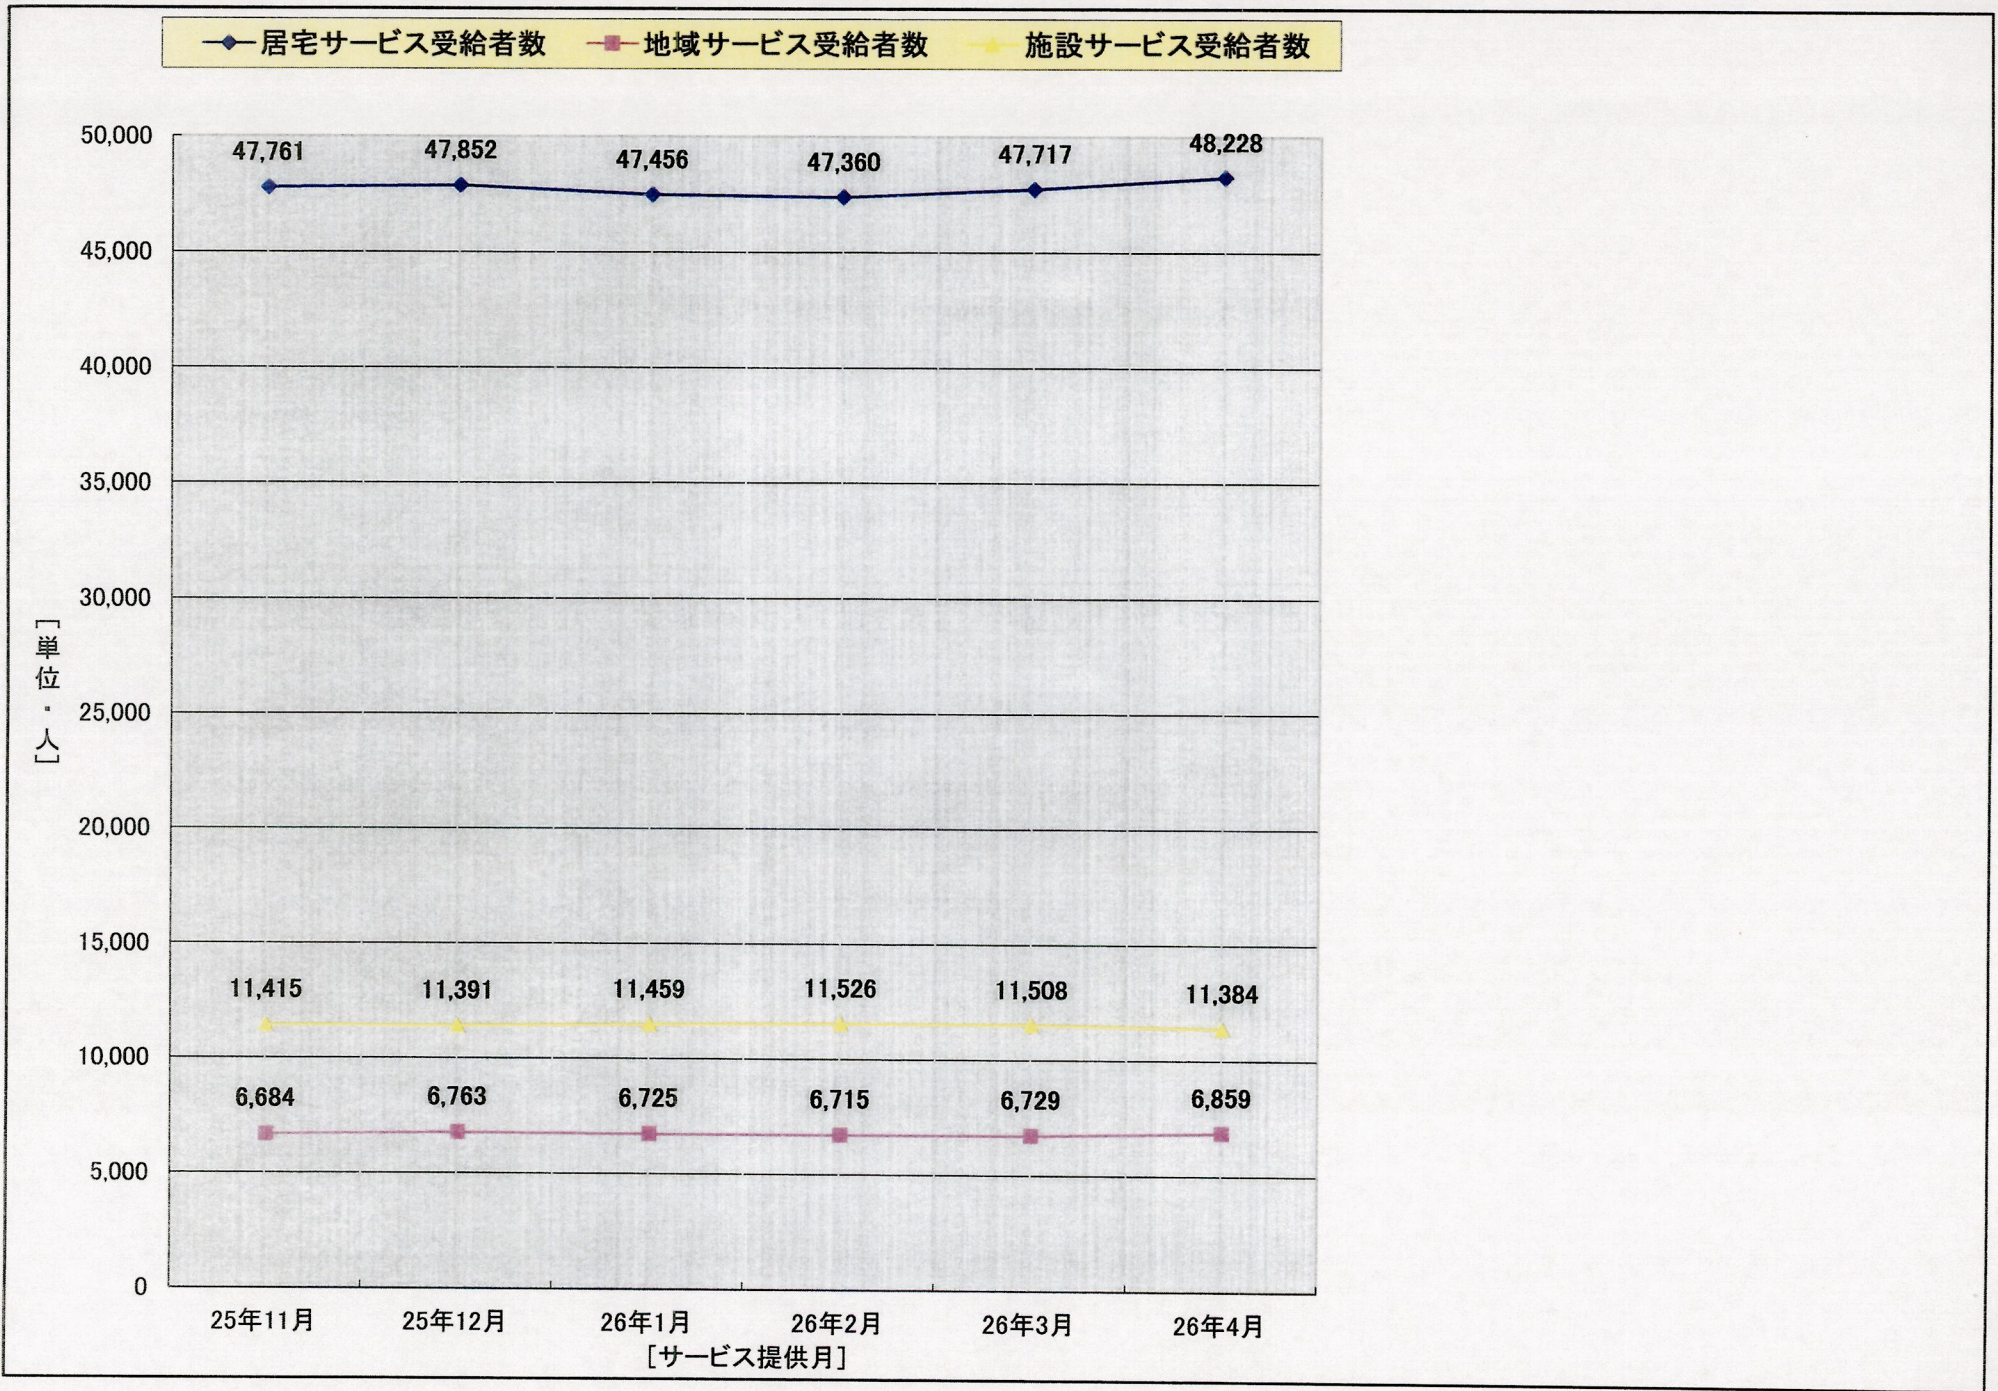 居宅サービス受給者数 地域サービス受給者数 施設サービス受給者数
50,000
45,000
40,000
35,000
30,000
25,000
20,000
15,000
10,000
5,000
0
[単位・人]
47,761 47,852 47,456 47,360 47,717 48,228
11,415 11,391 11,459 11,526 11,508 11,384
6,684 6,763 6,725 6,715 6,729 6,859
25年11月 25年12月 26年1月 26年2月 26年3月 26年4月
[サービス提供月]